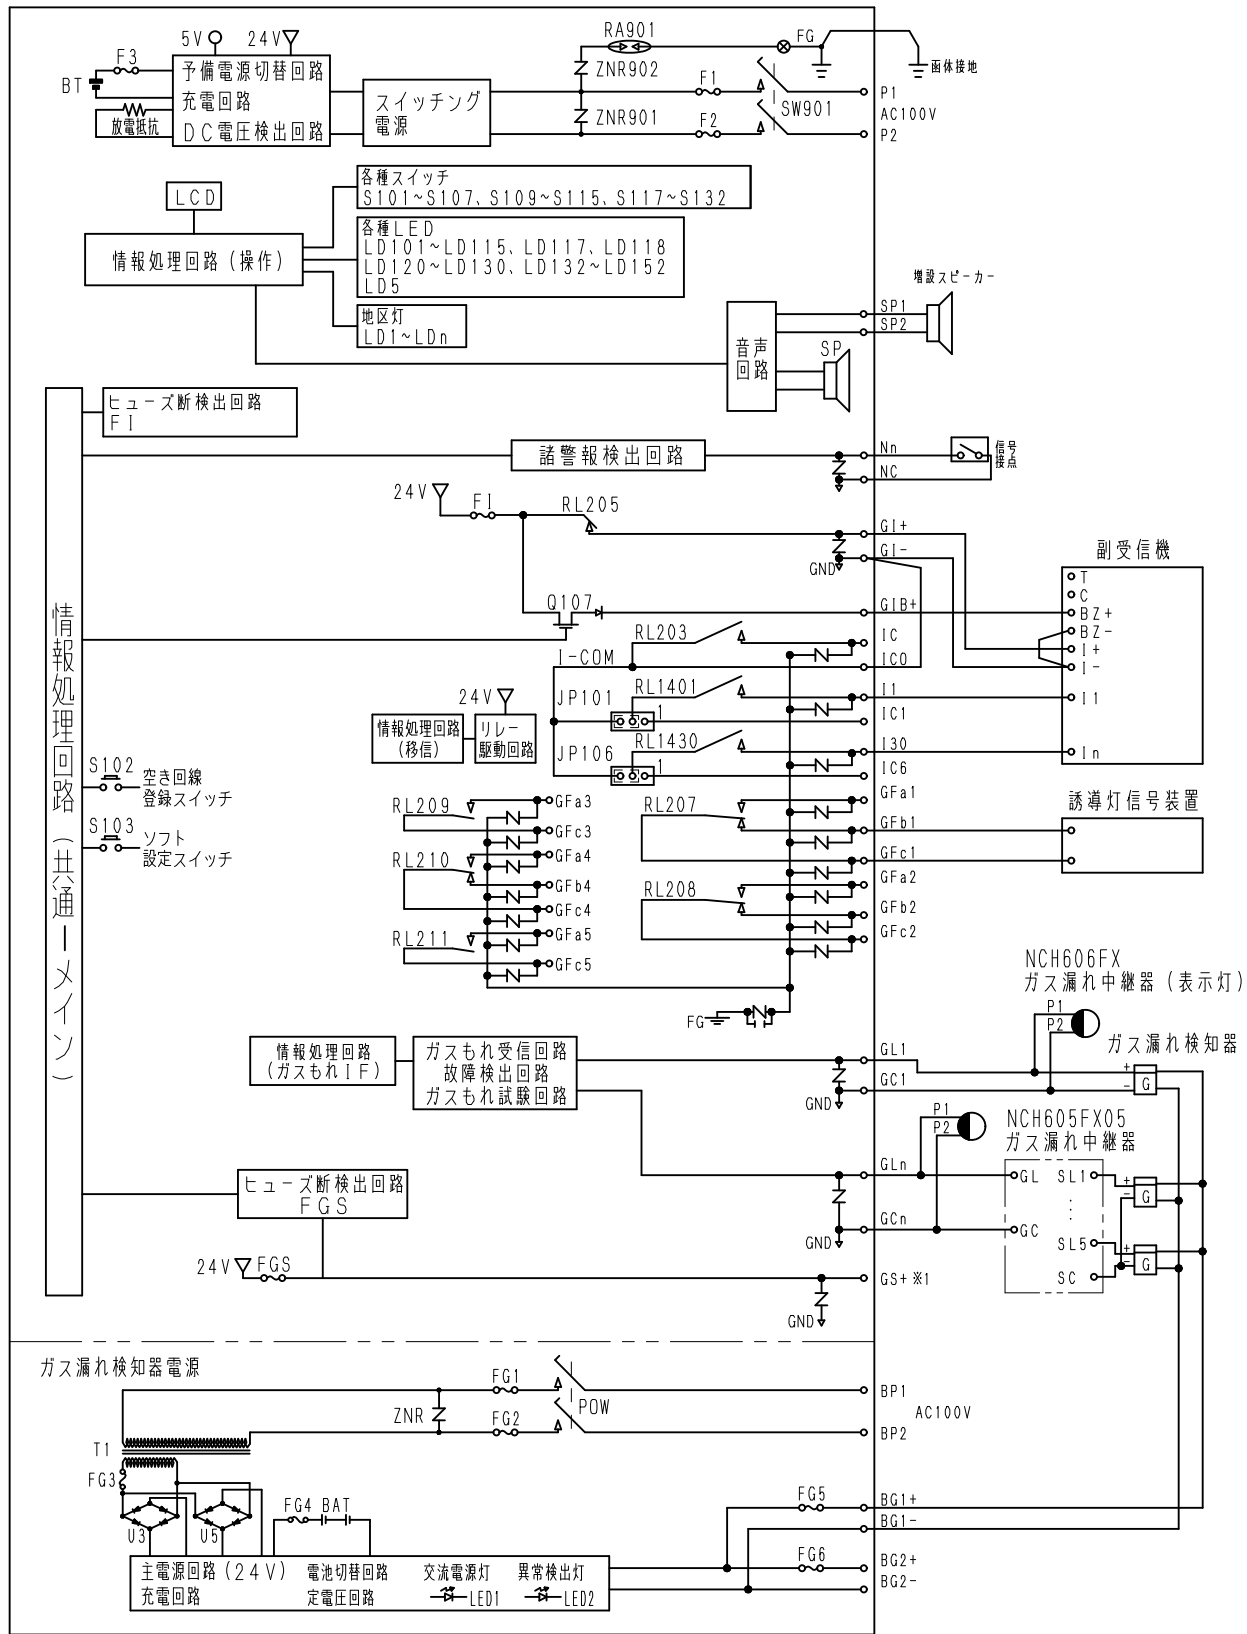 RA901
FG
F3
5V
24V
BT
予備電源切替回路
充電回路
DC電圧検出回路
放電抵抗
スイッチング
電源
ZNR902
ZNR901
F1
F2
SW901
函体接地
P1
AC100V
P2
LCD
情報処理回路(操作)
各種スイッチ
S101~S107、S109~S115、S117~S132
各種LED
LD101~LD115、LD117、LD118
LD120~LD130、LD132~LD152
LD5
地区灯
LD1~LDn
音声
回路
SP
SP1
SP2
増設スピーカー
情報処理回路(共通ーメイン)
ヒューズ断検出回路
FI
諸警報検出回路
Nn
NC
信号
接点
24V
FI
RL205
GI+
GI-
GND
副受信機
T
C
BZ+
BZ-
I+
I-
I1
In
Q107
GIB+
RL203
IC
I-COM
IC0
RL1401
I1
JP101
1
IC1
24V
情報処理回路
(移信)
リレー
駆動回路
RL1430
I30
JP106
1
IC6
S102
空き回線
登録スイッチ
S103
ソフト
設定スイッチ
RL209
GFa3
GFc3
RL210
GFa4
GFb4
GFc4
RL211
GFa5
GFc5
RL207
GFa1
GFb1
GFc1
RL208
GFa2
GFb2
GFc2
誘導灯信号装置
FG
NCH606FX
ガス漏れ中継器(表示灯)
P1
P2
ガス漏れ検知器
情報処理回路
(ガスもれIF)
ガスもれ受信回路
故障検出回路
ガスもれ試験回路
GL1
GC1
GND
+
-
G
P1
P2
NCH605FX05
ガス漏れ中継器
GLn
GCn
GND
GL
GC
SL1
SL5
SC
+
-
G
+
-
G
ヒューズ断検出回路
FGS
24V
FGS
GS+ ※1
GND
ガス漏れ検知器電源
FG1
FG2
ZNR
POW
BP1
AC100V
BP2
T1
FG3
U3
U5
FG4 BAT
FG5
FG6
BG1+
BG1-
BG2+
BG2-
主電源回路(24V)
充電回路
電池切替回路
定電圧回路
交流電源灯
LED1
異常検出灯
LED2